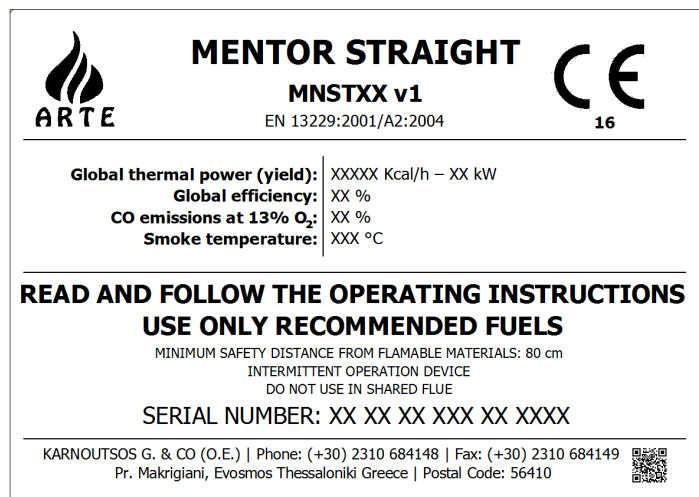 ARTE
MENTOR STRAIGHT
MNSTXX v1
EN 13229:2001/A2:2004
CE
16
Global thermal power (yield): XXXXX Kcal/h – XX kW
Global efficiency: XX %
CO emissions at 13% O₂: XX %
Smoke temperature: XXX °C
READ AND FOLLOW THE OPERATING INSTRUCTIONS
USE ONLY RECOMMENDED FUELS
MINIMUM SAFETY DISTANCE FROM FLAMABLE MATERIALS: 80 cm
INTERMITTENT OPERATION DEVICE
DO NOT USE IN SHARED FLUE
SERIAL NUMBER: XX XX XX XXX XX XXXX
KARNOUTSOS G. & CO (O.E.) | Phone: (+30) 2310 684148 | Fax: (+30) 2310 684149
Pr. Makrigiani, Evosmos Thessaloniki Greece | Postal Code: 56410